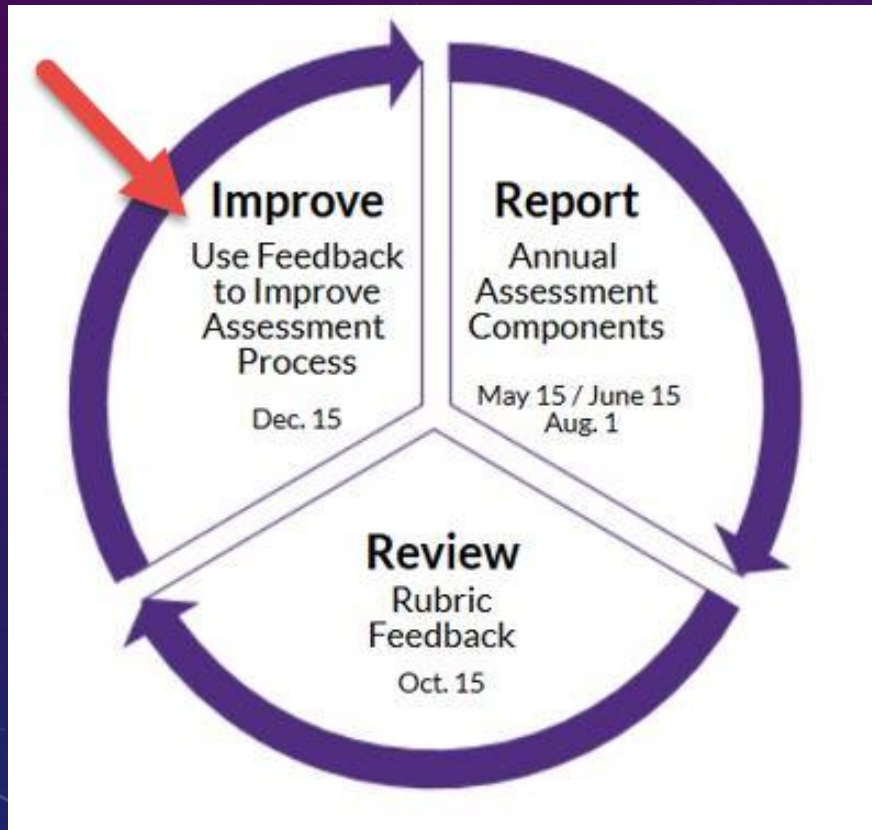 Improve
Use Feedback
to Improve
Assessment
Process
Dec. 15
Report
Annual
Assessment
Components
May 15 / June 15
Aug. 1
Review
Rubric
Feedback
Oct. 15